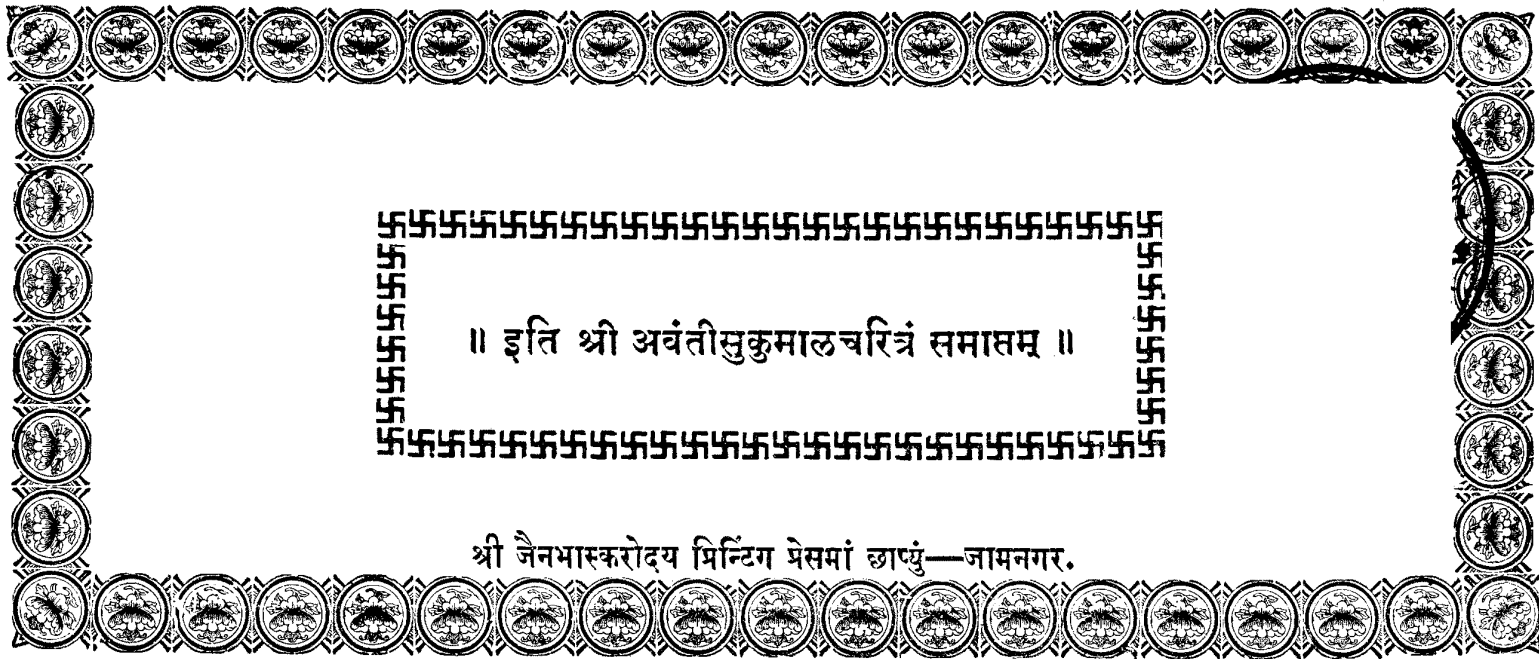 ॥ इति श्री अवंतीसुकुमालचरित्रं समाप्तम् ॥
श्री जैनभास्करोदय प्रिन्टिंग प्रेसमां छाप्युं—जामनगर.